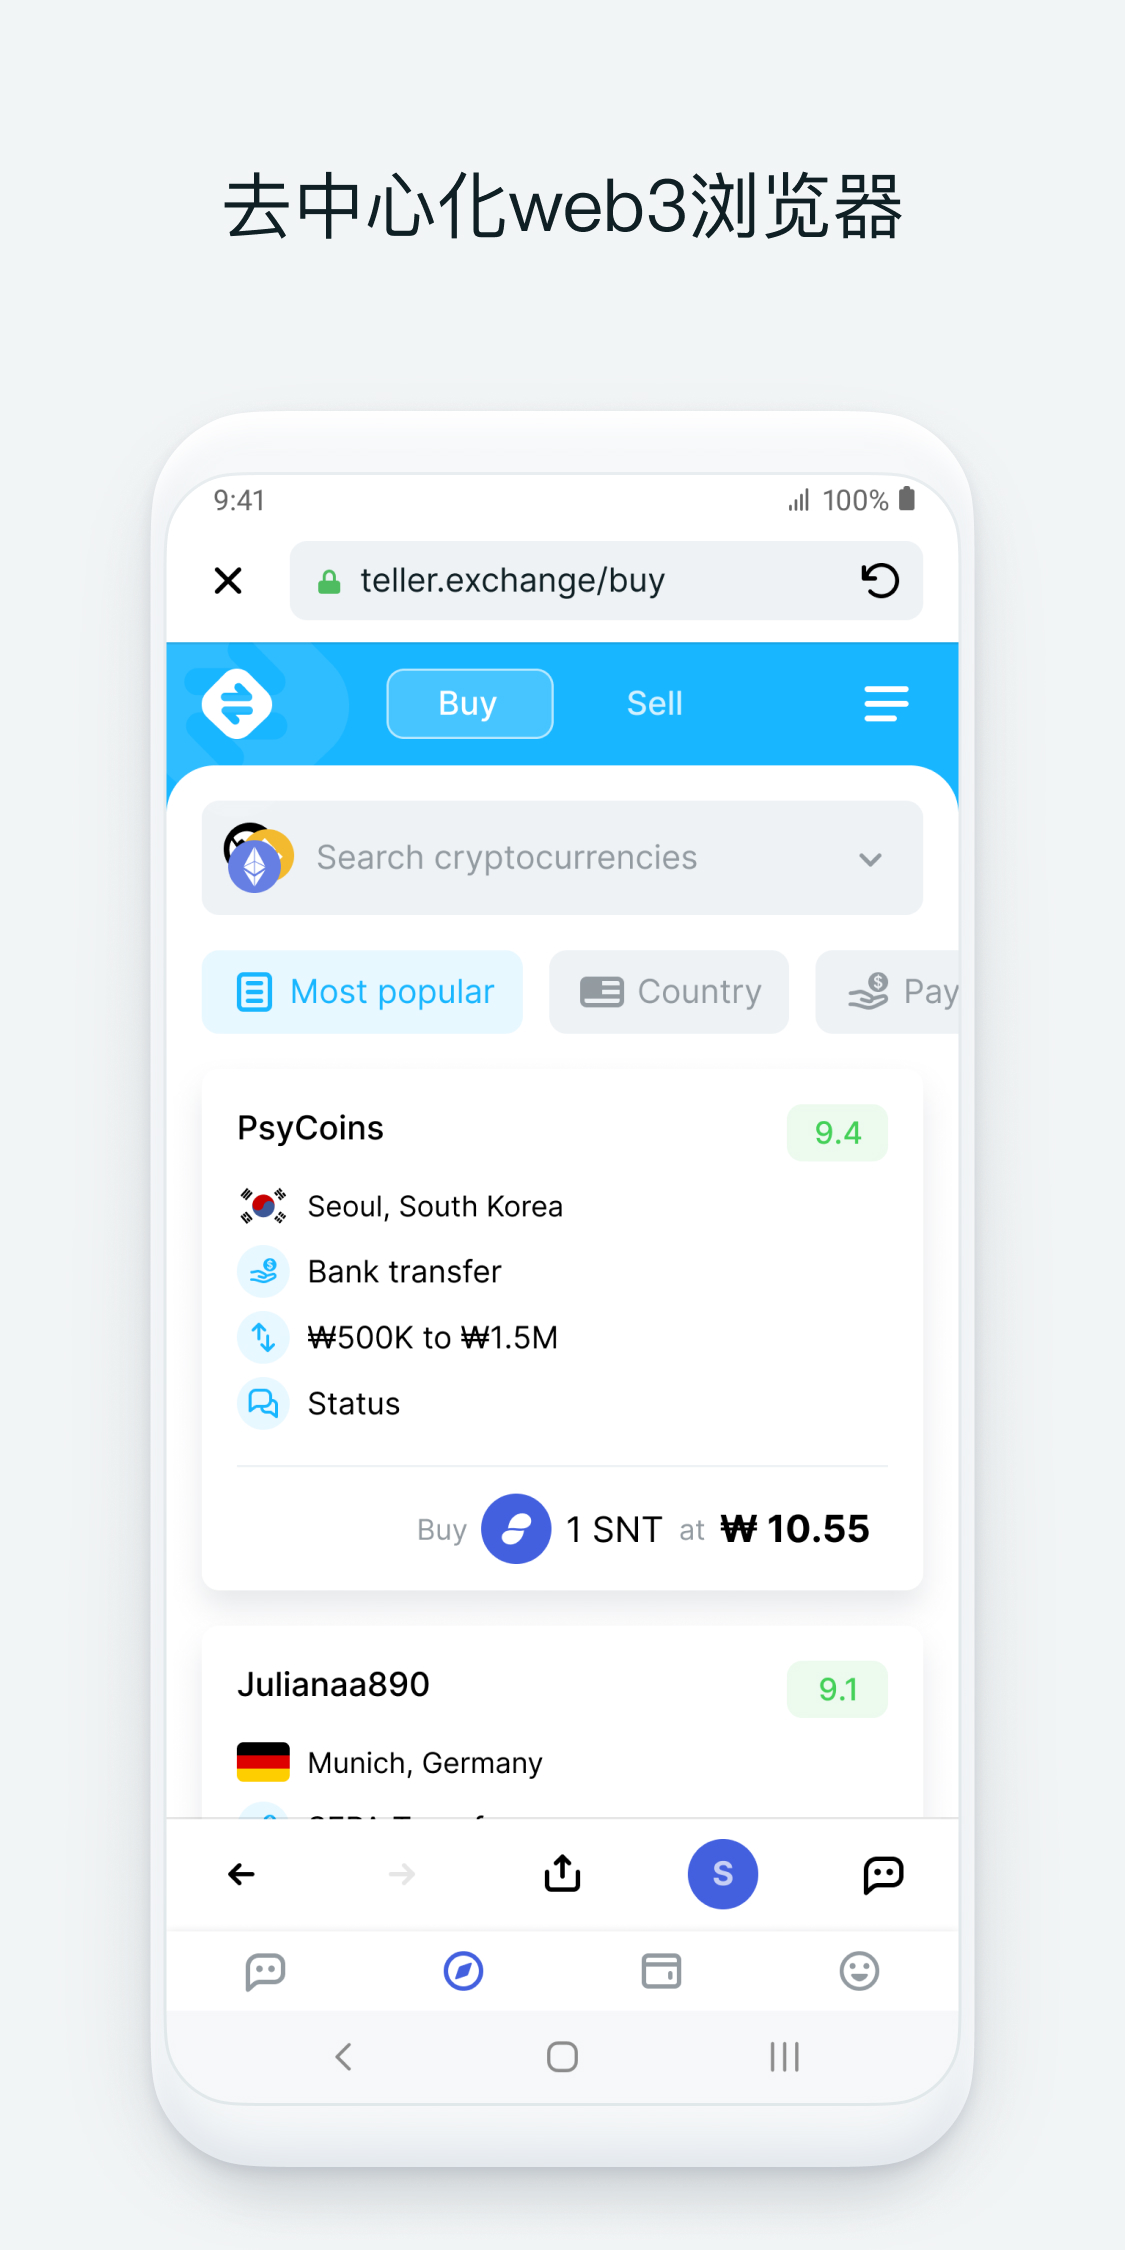 去中心化web3浏览器
9:41 100%
teller.exchange/buy
Buy Sell
Search cryptocurrencies
Most popular Country Pay
PsyCoins 9.4
Seoul, South Korea
Bank transfer
₩500K to ₩1.5M
Status
Buy 1 SNT at ₩ 10.55
Julianaa890 9.1
Munich, Germany
S